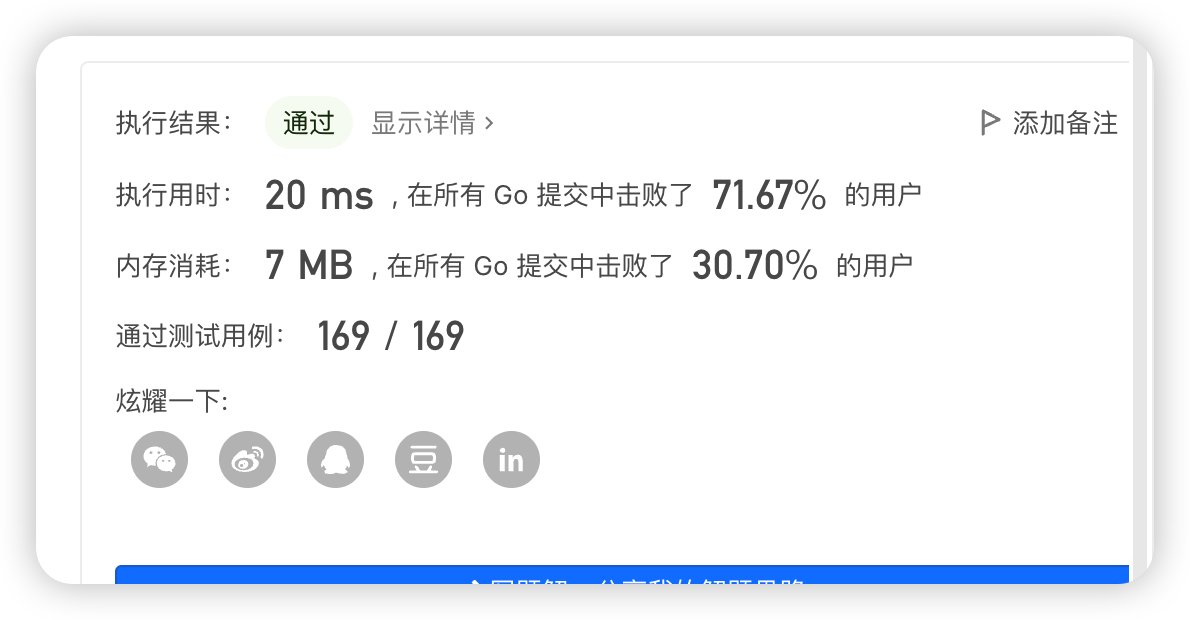 执行结果： 通过 显示详情 › 添加备注
执行用时： 20 ms , 在所有 Go 提交中击败了 71.67% 的用户
内存消耗： 7 MB , 在所有 Go 提交中击败了 30.70% 的用户
通过测试用例： 169 / 169
炫耀一下:
豆 in